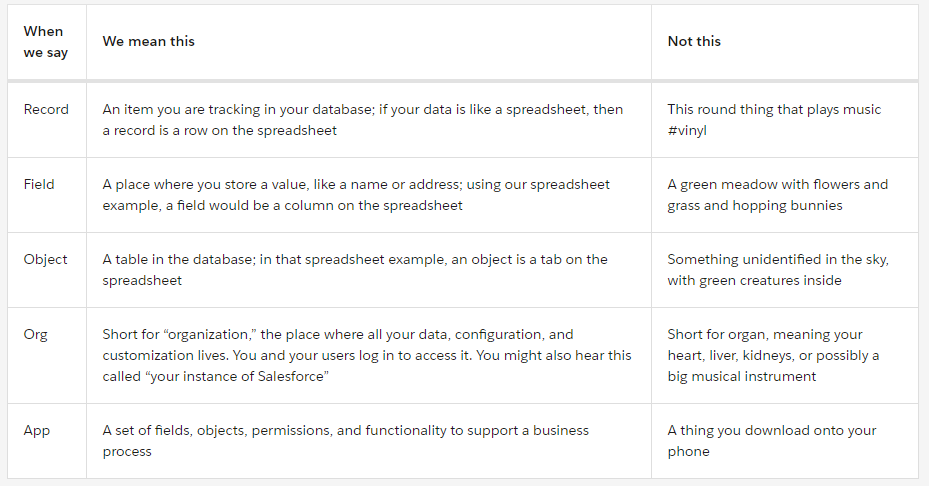 When
we say
We mean this
Not this
Record
An item you are tracking in your database; if your data is like a spreadsheet, then
a record is a row on the spreadsheet
This round thing that plays music
#vinyl
Field
A place where you store a value, like a name or address; using our spreadsheet
example, a field would be a column on the spreadsheet
A green meadow with flowers and
grass and hopping bunnies
Object
A table in the database; in that spreadsheet example, an object is a tab on the
spreadsheet
Something unidentified in the sky,
with green creatures inside
Org
Short for “organization,” the place where all your data, configuration, and
customization lives. You and your users log in to access it. You might also hear this
called “your instance of Salesforce”
Short for organ, meaning your
heart, liver, kidneys, or possibly a
big musical instrument
App
A set of fields, objects, permissions, and functionality to support a business
process
A thing you download onto your
phone